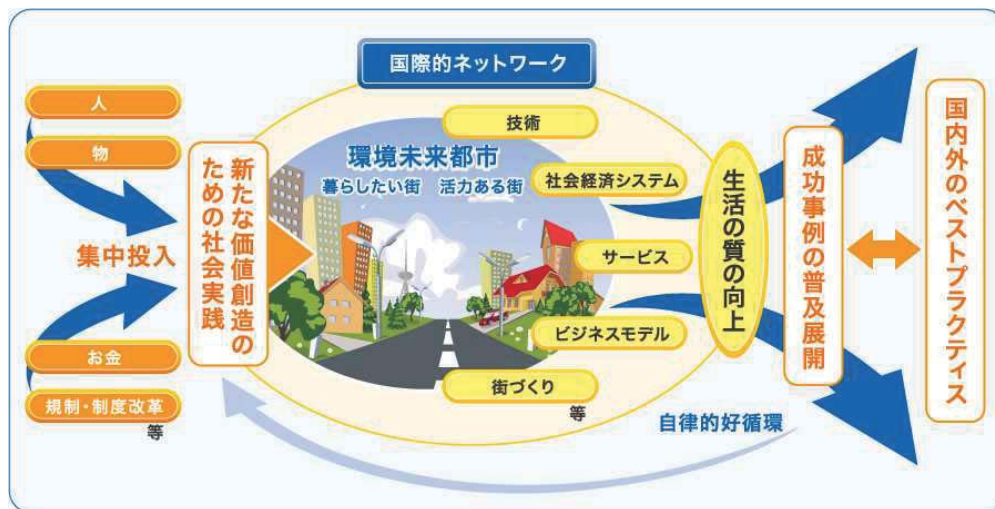 国際的ネットワーク
人
物
集中投入
お金
規制・制度改革
等
新たな価値創造の
ための社会実践
環境未来都市
暮らしたい街　活力ある街
技術
社会経済システム
サービス
ビジネスモデル
街づくり
等
生活の質の向上
成功事例の普及展開
国内外のベストプラクティス
自律的好循環